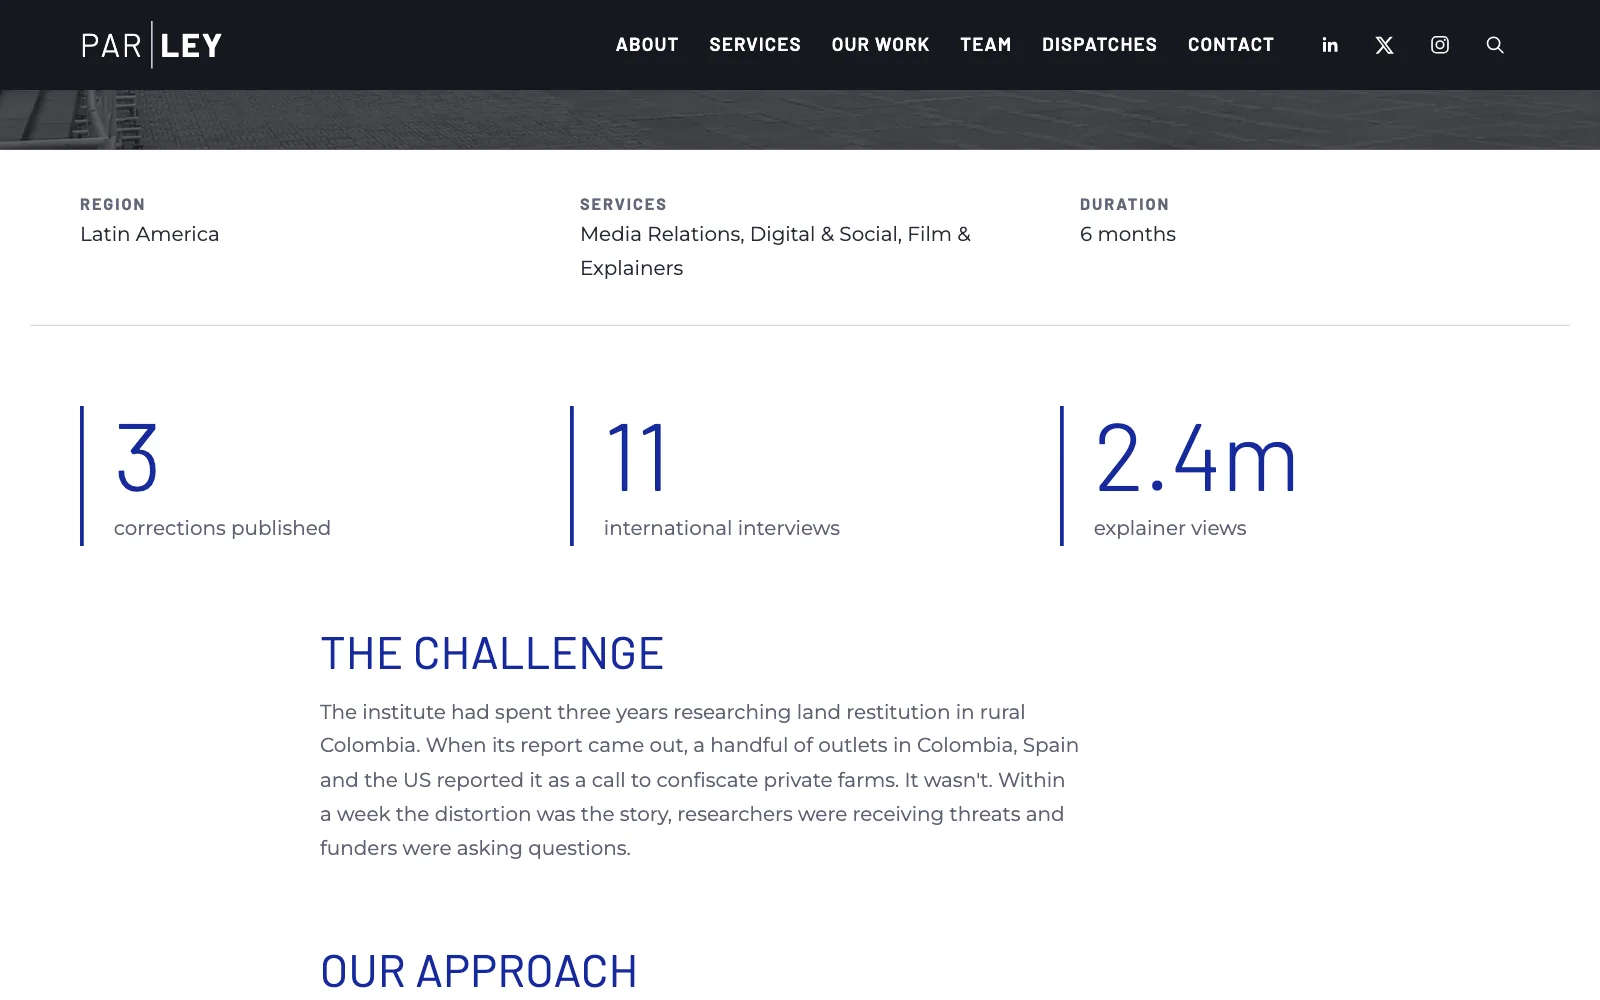 PAR LEY
ABOUT SERVICES OUR WORK TEAM DISPATCHES CONTACT
REGION
Latin America
SERVICES
Media Relations, Digital & Social, Film &
Explainers
DURATION
6 months
3
corrections published
11
international interviews
2.4m
explainer views
THE CHALLENGE
The institute had spent three years researching land restitution in rural
Colombia. When its report came out, a handful of outlets in Colombia, Spain
and the US reported it as a call to confiscate private farms. It wasn't. Within
a week the distortion was the story, researchers were receiving threats and
funders were asking questions.
OUR APPROACH